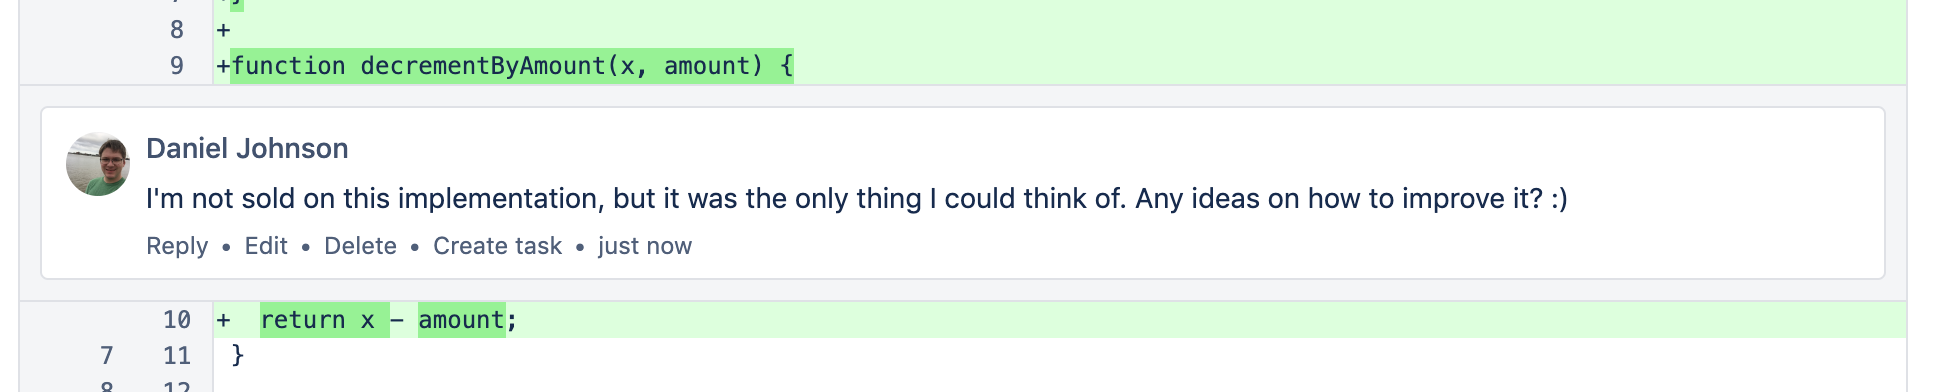 8 +
9 +function decrementByAmount(x, amount) {
Daniel Johnson
I'm not sold on this implementation, but it was the only thing I could think of. Any ideas on how to improve it? :)
Reply • Edit • Delete • Create task • just now
10 + return x - amount;
7 11 }
8 12